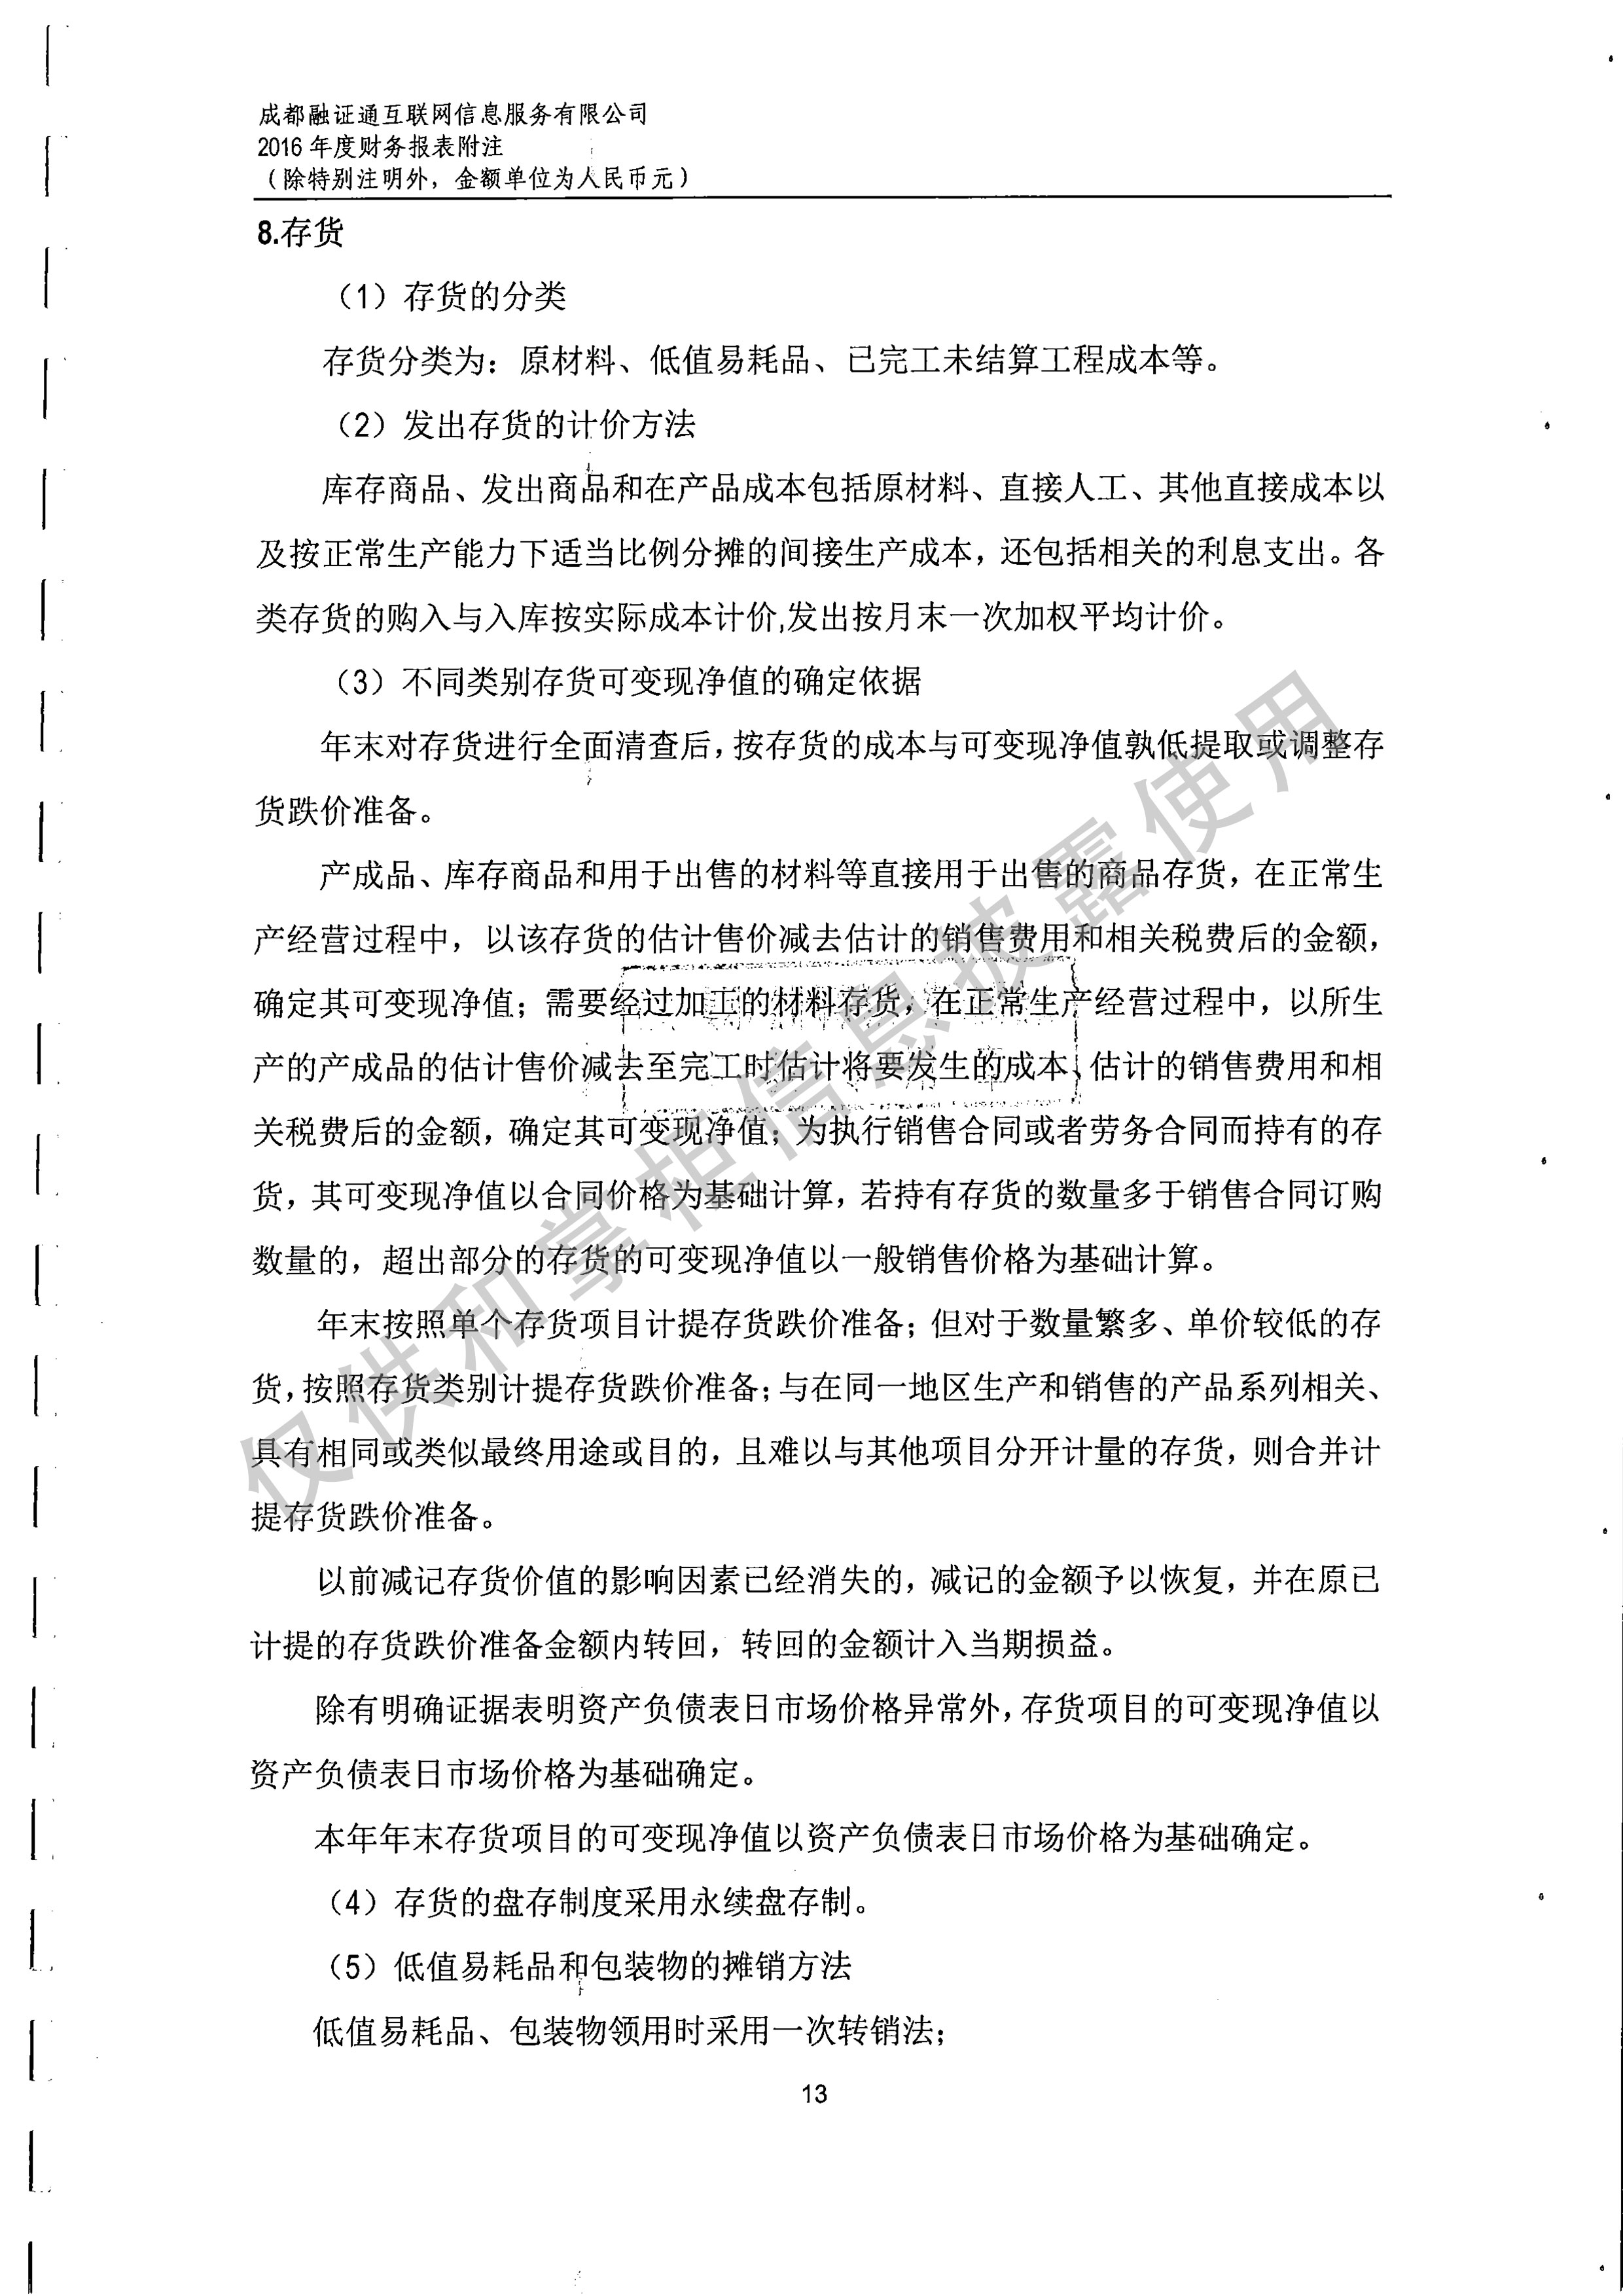 成都融证通互联网信息服务有限公司
2016 年度财务报表附注
（除特别注明外，金额单位为人民币元）
8.存货
（1）存货的分类
存货分类为：原材料、低值易耗品、已完工未结算工程成本等。
（2）发出存货的计价方法
库存商品、发出商品和在产品成本包括原材料、直接人工、其他直接成本以
及按正常生产能力下适当比例分摊的间接生产成本，还包括相关的利息支出。各
类存货的购入与入库按实际成本计价,发出按月末一次加权平均计价。
（3）不同类别存货可变现净值的确定依据
年末对存货进行全面清查后，按存货的成本与可变现净值孰低提取或调整存
货跌价准备。
产成品、库存商品和用于出售的材料等直接用于出售的商品存货，在正常生
产经营过程中，以该存货的估计售价减去估计的销售费用和相关税费后的金额，
确定其可变现净值；需要经过加工的材料存货，在正常生产经营过程中，以所生
产的产成品的估计售价减去至完工时估计将要发生的成本、估计的销售费用和相
关税费后的金额，确定其可变现净值；为执行销售合同或者劳务合同而持有的存
货，其可变现净值以合同价格为基础计算，若持有存货的数量多于销售合同订购
数量的，超出部分的存货的可变现净值以一般销售价格为基础计算。
年末按照单个存货项目计提存货跌价准备；但对于数量繁多、单价较低的存
货，按照存货类别计提存货跌价准备；与在同一地区生产和销售的产品系列相关、
具有相同或类似最终用途或目的，且难以与其他项目分开计量的存货，则合并计
提存货跌价准备。
以前减记存货价值的影响因素已经消失的，减记的金额予以恢复，并在原已
计提的存货跌价准备金额内转回，转回的金额计入当期损益。
除有明确证据表明资产负债表日市场价格异常外，存货项目的可变现净值以
资产负债表日市场价格为基础确定。
本年年末存货项目的可变现净值以资产负债表日市场价格为基础确定。
（4）存货的盘存制度采用永续盘存制。
（5）低值易耗品和包装物的摊销方法
低值易耗品、包装物领用时采用一次转销法；
13
仅供和掌柜信息披露使用